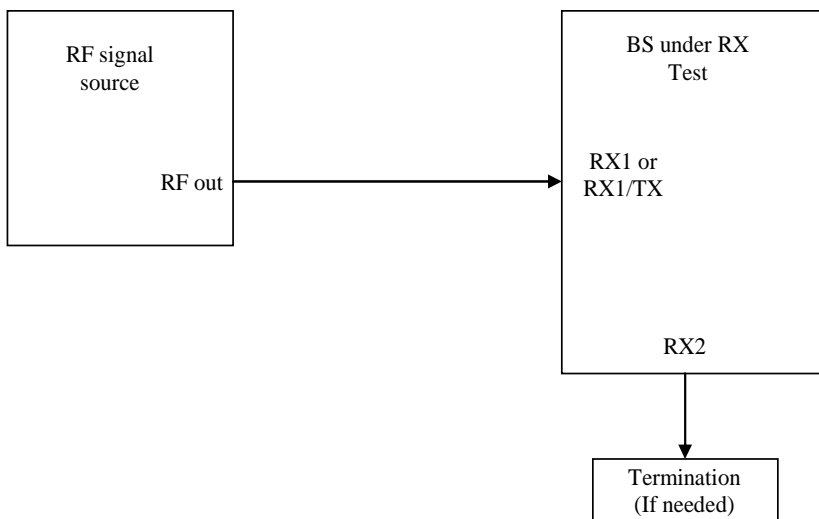 RF signal
source
RF out
BS under RX
Test
RX1 or
RX1/TX
RX2
Termination
(If needed)